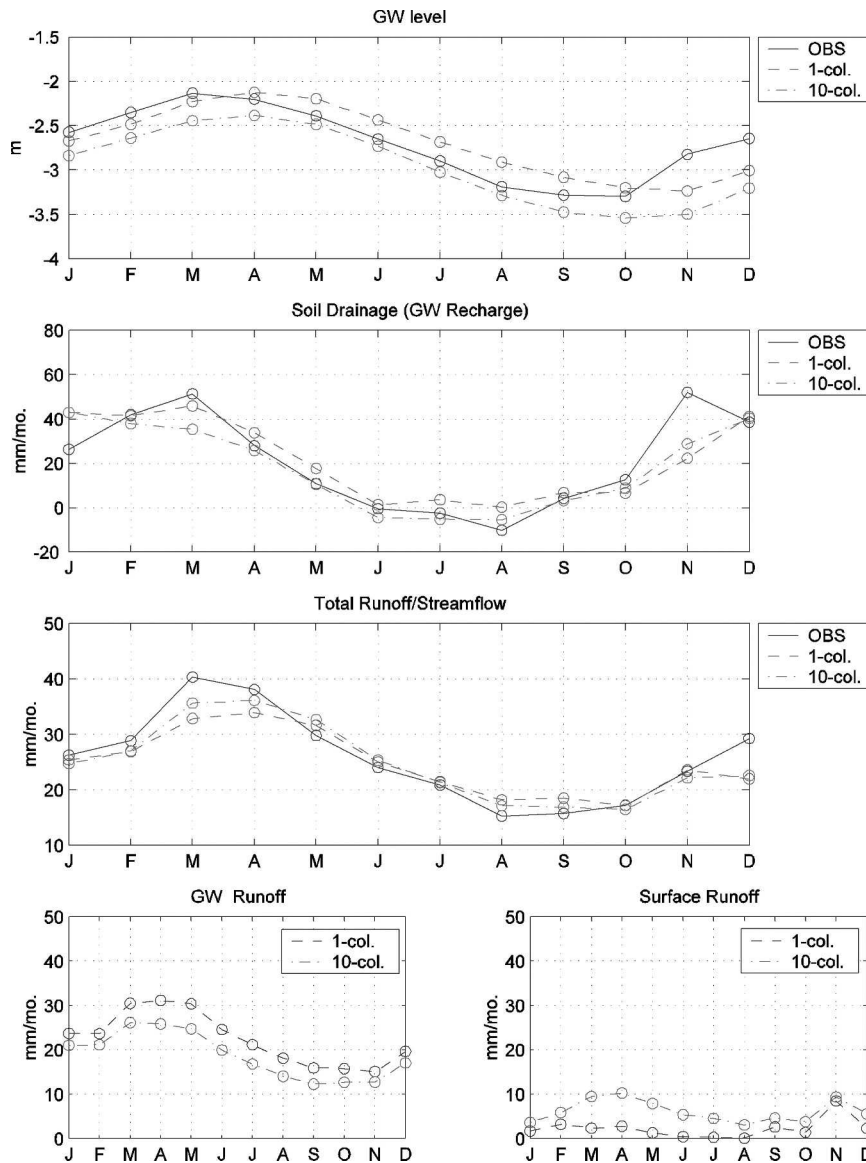 GW level
-1.5
-2
-2.5
-3
-3.5
-4
m
J F M A M J J A S O N D
OBS
1-col.
10-col.
Soil Drainage (GW Recharge)
80
60
40
20
0
-20
mm/mo.
J F M A M J J A S O N D
OBS
1-col.
10-col.
Total Runoff/Streamflow
50
40
30
20
10
mm/mo.
J F M A M J J A S O N D
OBS
1-col.
10-col.
GW Runoff
50
40
30
20
10
0
mm/mo.
J F M A M J J A S O N D
1-col.
10-col.
Surface Runoff
50
40
30
20
10
0
mm/mo.
J F M A M J J A S O N D
1-col.
10-col.